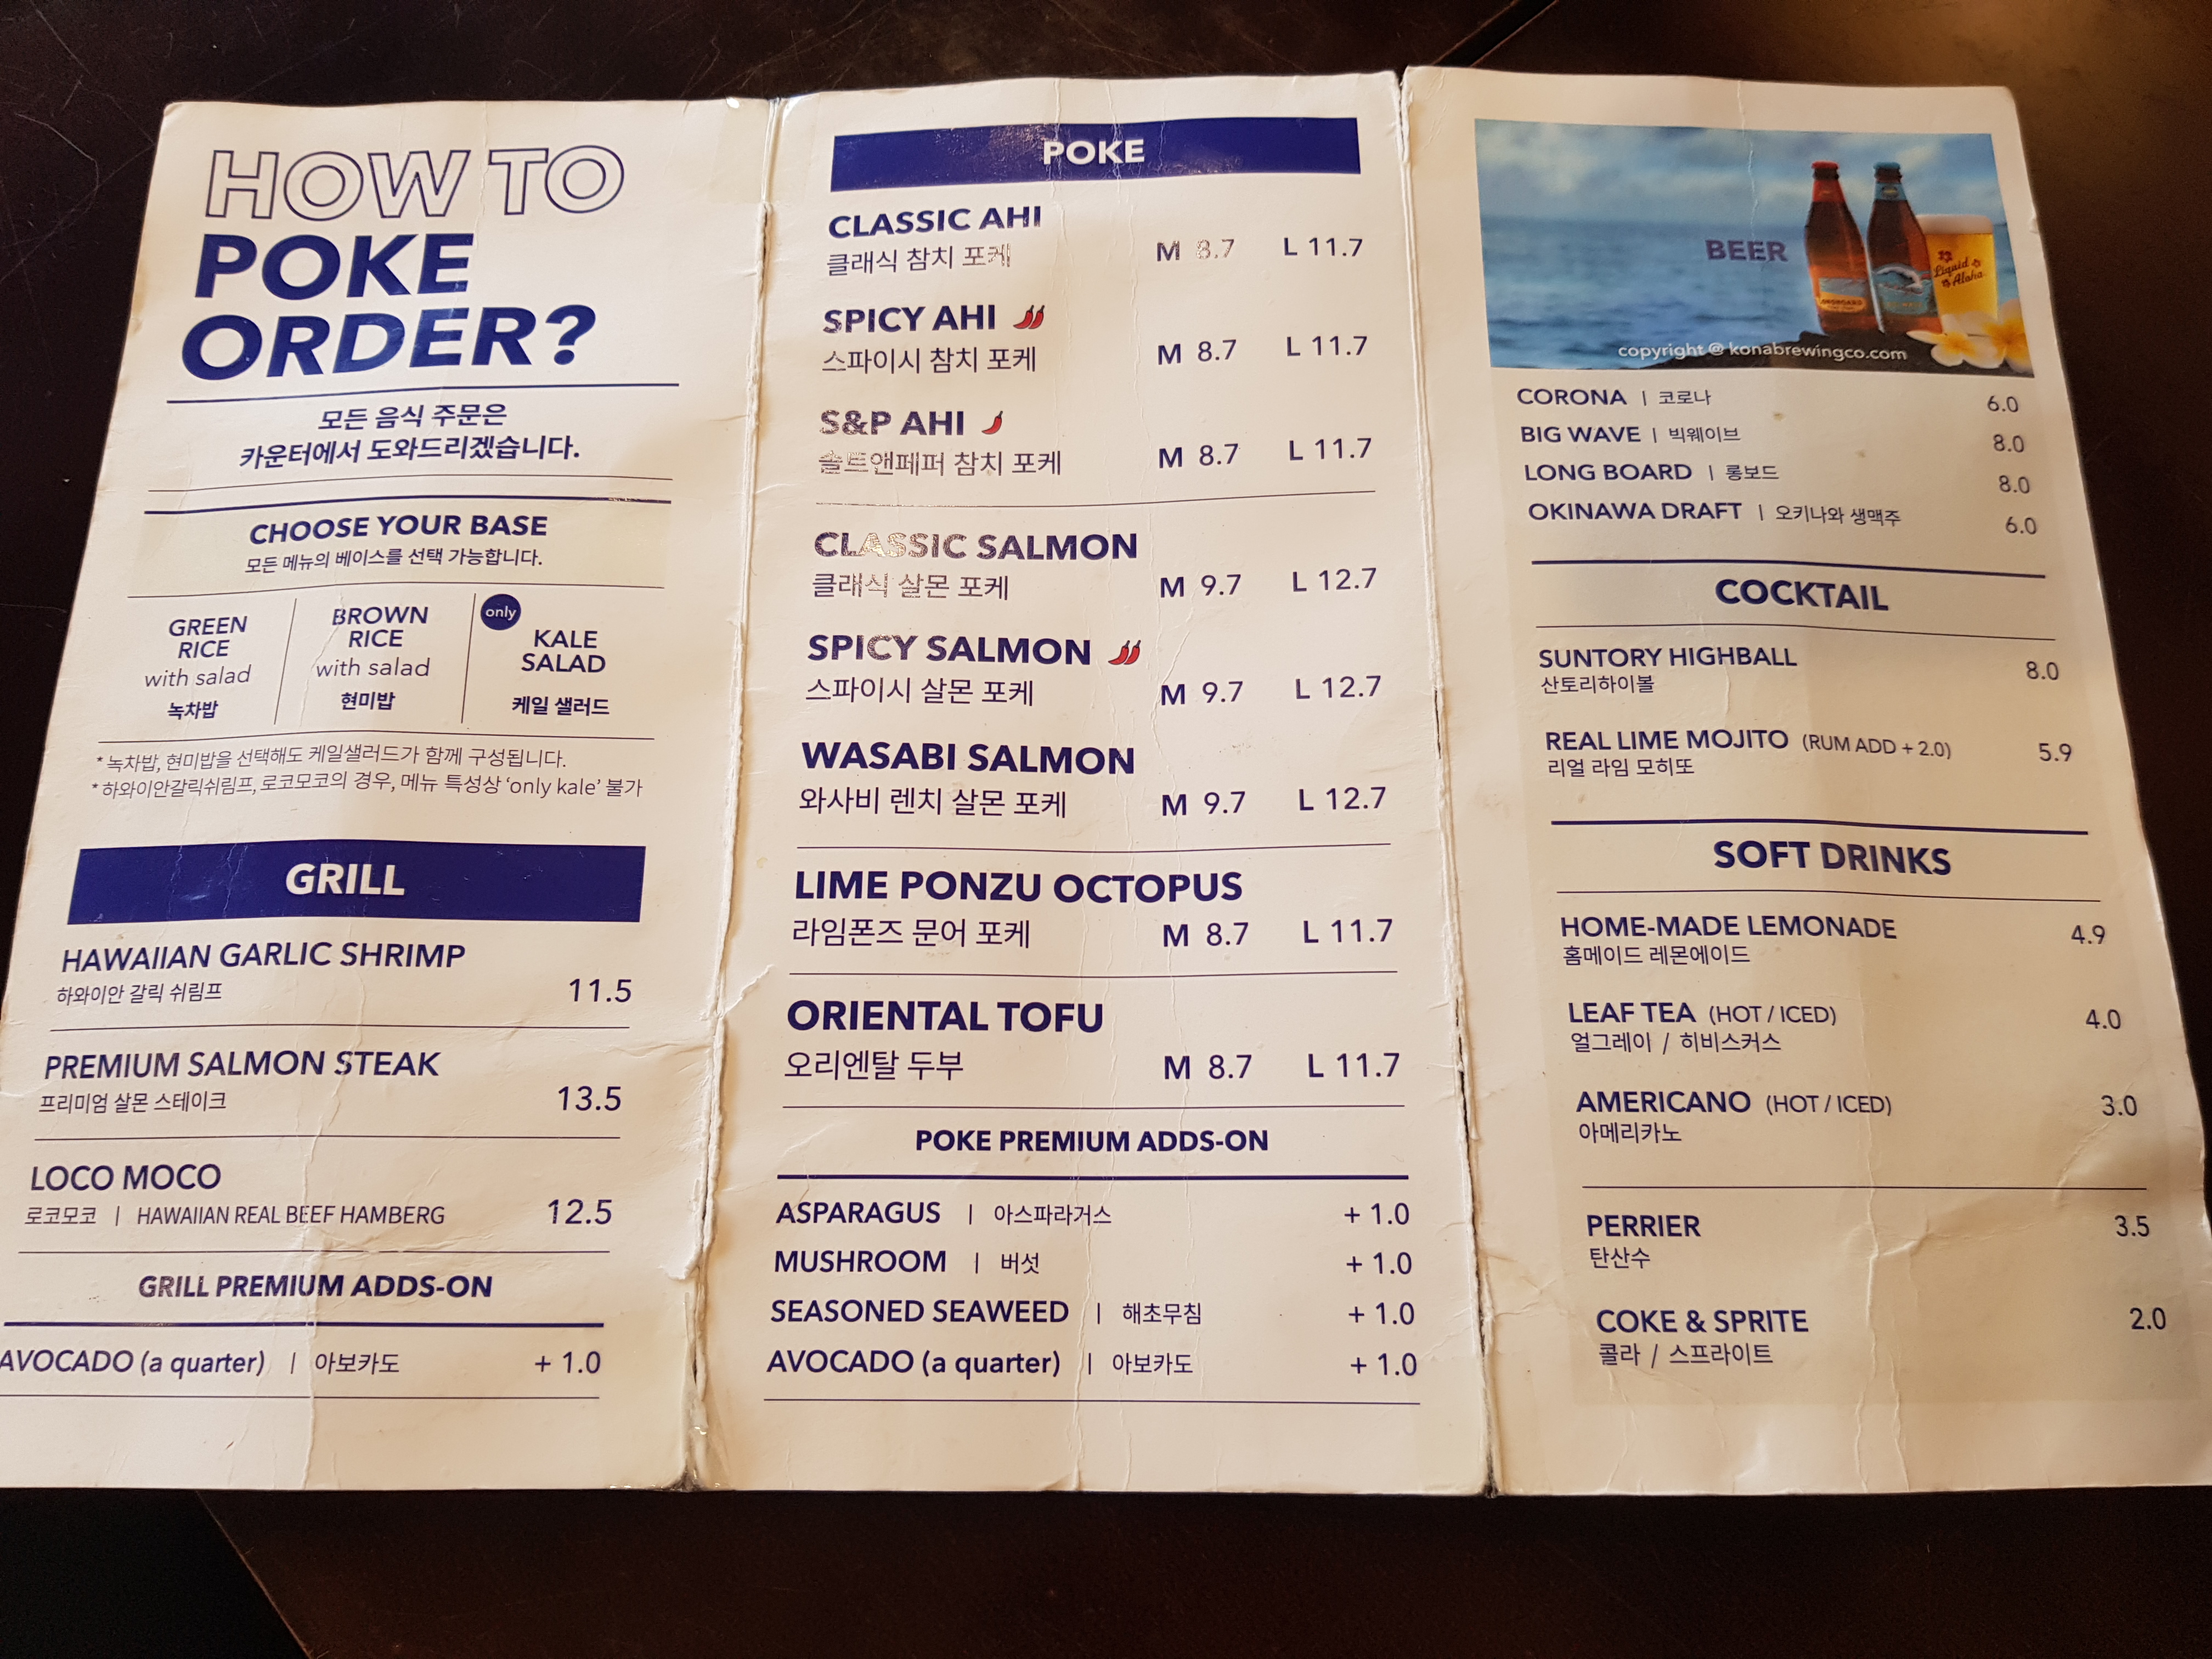 HOW TO
POKE
ORDER?
모든 음식 주문은
카운터에서 도와드리겠습니다.
CHOOSE YOUR BASE
모든 메뉴의 베이스를 선택 가능합니다.
GREEN
RICE
with salad
녹차밥
BROWN
RICE
with salad
현미밥
only
KALE
SALAD
케일 샐러드
* 녹차밥, 현미밥을 선택해도 케일샐러드가 함께 구성됩니다.
* 하와이안갈릭쉬림프, 로코모코의 경우, 메뉴 특성상 ‘only kale’ 불가
GRILL
HAWAIIAN GARLIC SHRIMP
하와이안 갈릭 쉬림프 11.5
PREMIUM SALMON STEAK
프리미엄 살몬 스테이크 13.5
LOCO MOCO
로코모코 | HAWAIIAN REAL BEEF HAMBERG 12.5
GRILL PREMIUM ADDS-ON
AVOCADO (a quarter) | 아보카도 + 1.0
POKE
CLASSIC AHI
클래식 참치 포케 M 8.7 L 11.7
SPICY AHI
스파이시 참치 포케 M 8.7 L 11.7
S&P AHI
솔트앤페퍼 참치 포케 M 8.7 L 11.7
CLASSIC SALMON
클래식 살몬 포케 M 9.7 L 12.7
SPICY SALMON
스파이시 살몬 포케 M 9.7 L 12.7
WASABI SALMON
와사비 렌치 살몬 포케 M 9.7 L 12.7
LIME PONZU OCTOPUS
라임폰즈 문어 포케 M 8.7 L 11.7
ORIENTAL TOFU
오리엔탈 두부 M 8.7 L 11.7
POKE PREMIUM ADDS-ON
ASPARAGUS | 아스파라거스 + 1.0
MUSHROOM | 버섯 + 1.0
SEASONED SEAWEED | 해초무침 + 1.0
AVOCADO (a quarter) | 아보카도 + 1.0
BEER
Liquid
Aloha
copyright @ konabrewingco.com
CORONA | 코로나 6.0
BIG WAVE | 빅웨이브 8.0
LONG BOARD | 롱보드 8.0
OKINAWA DRAFT | 오키나와 생맥주 6.0
COCKTAIL
SUNTORY HIGHBALL 8.0
산토리하이볼
REAL LIME MOJITO (RUM ADD + 2.0) 5.9
리얼 라임 모히또
SOFT DRINKS
HOME-MADE LEMONADE 4.9
홈메이드 레몬에이드
LEAF TEA (HOT / ICED) 4.0
얼그레이 / 히비스커스
AMERICANO (HOT / ICED) 3.0
아메리카노
PERRIER 3.5
탄산수
COKE & SPRITE 2.0
콜라 / 스프라이트